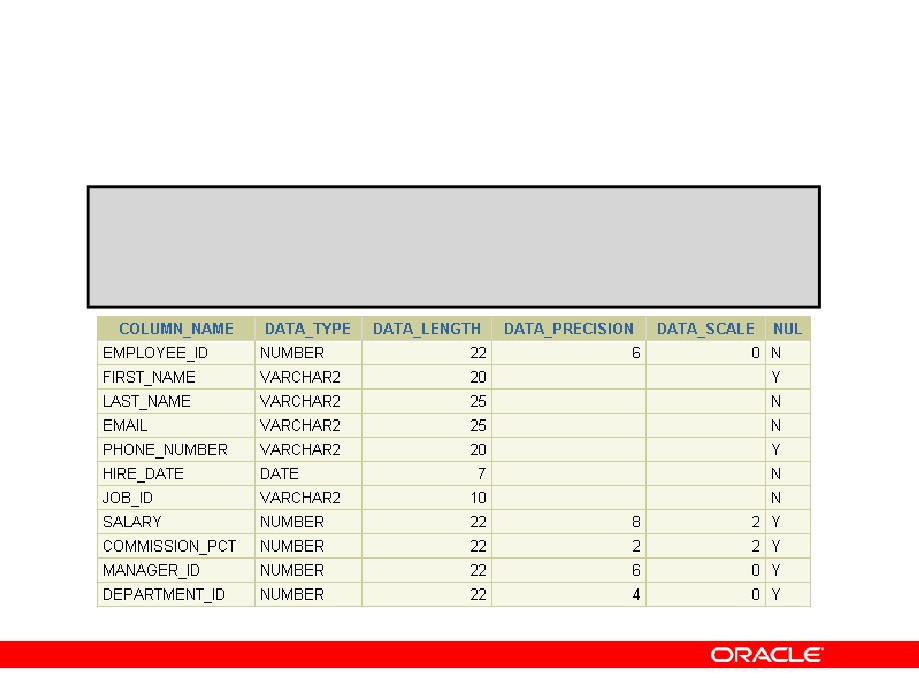 COLUMN_NAME DATA_TYPE DATA_LENGTH DATA_PRECISION DATA_SCALE NUL
EMPLOYEE_ID NUMBER 22 6 0 N
FIRST_NAME VARCHAR2 20 Y
LAST_NAME VARCHAR2 25 N
EMAIL VARCHAR2 25 N
PHONE_NUMBER VARCHAR2 20 Y
HIRE_DATE DATE 7 N
JOB_ID VARCHAR2 10 N
SALARY NUMBER 22 8 2 Y
COMMISSION_PCT NUMBER 22 2 2 Y
MANAGER_ID NUMBER 22 6 0 Y
DEPARTMENT_ID NUMBER 22 4 0 Y
ORACLE